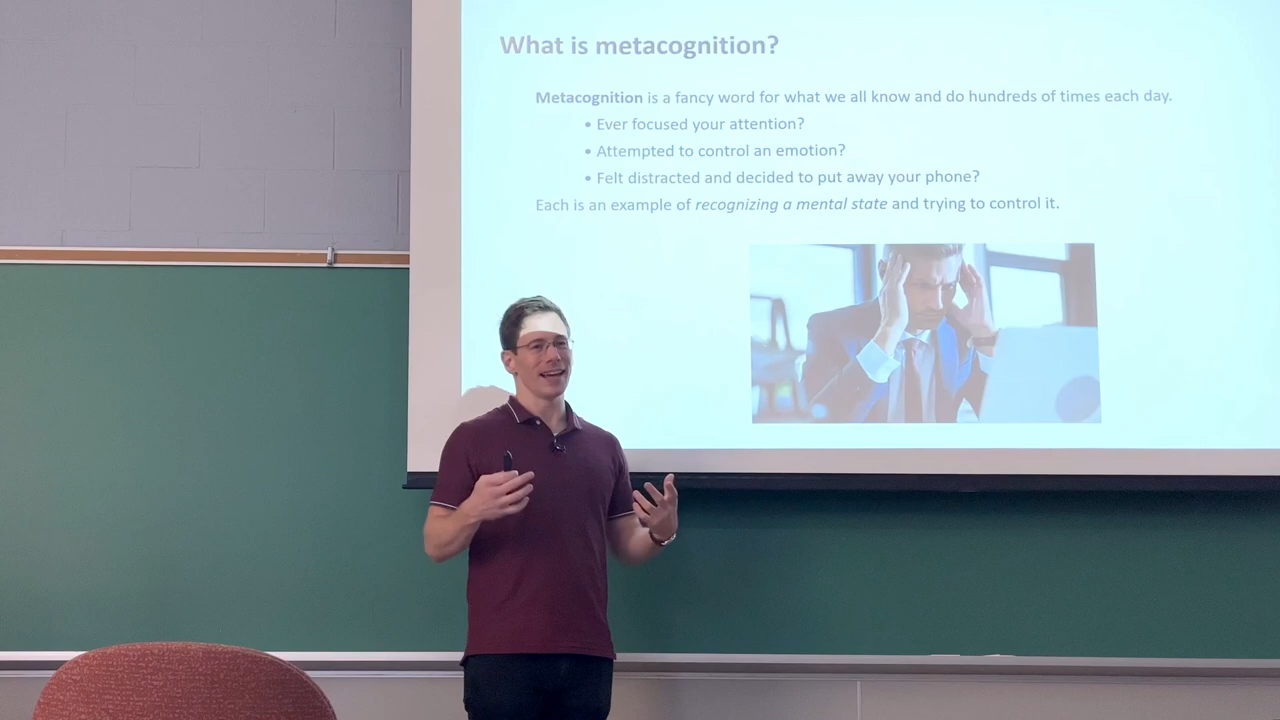 What is metacognition?
Metacognition is a fancy word for what we all know and do hundreds of times each day.
• Ever focused your attention?
• Attempted to control an emotion?
• Felt distracted and decided to put away your phone?
Each is an example of recognizing a mental state and trying to control it.